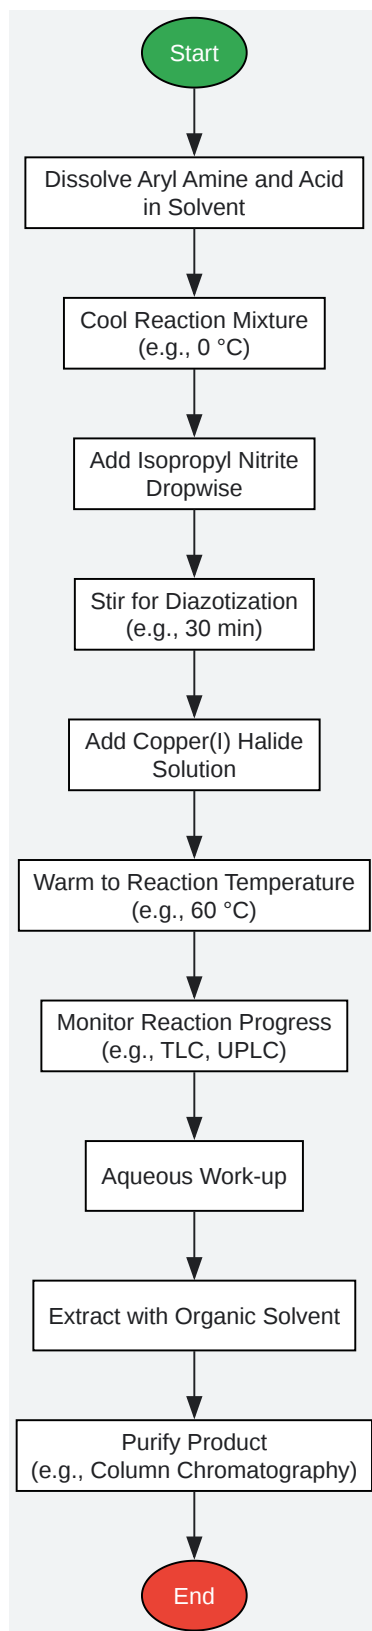 Start
Dissolve Aryl Amine and Acid
in Solvent
Cool Reaction Mixture
(e.g., 0 °C)
Add Isopropyl Nitrite
Dropwise
Stir for Diazotization
(e.g., 30 min)
Add Copper(I) Halide
Solution
Warm to Reaction Temperature
(e.g., 60 °C)
Monitor Reaction Progress
(e.g., TLC, UPLC)
Aqueous Work-up
Extract with Organic Solvent
Purify Product
(e.g., Column Chromatography)
End